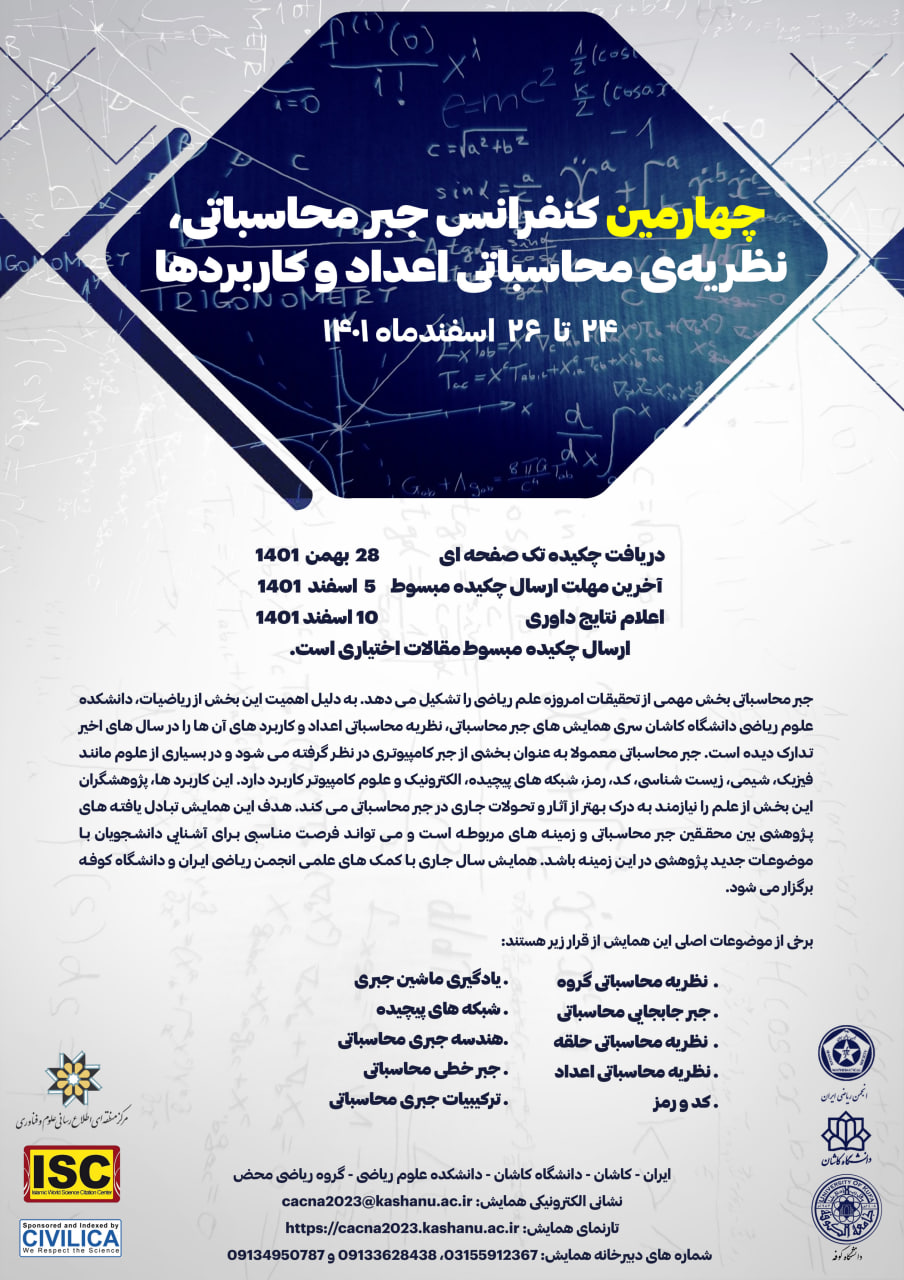 چهارمین کنفرانس جبر محاسباتی،
نظریه‌ی محاسباتی اعداد و کاربردها
۲۴ تا ۲۶ اسفندماه ۱۴۰۱
دریافت چکیده تک صفحه ای 28 بهمن 1401
آخرین مهلت ارسال چکیده مبسوط 5 اسفند 1401
اعلام نتایج داوری 10 اسفند 1401
ارسال چکیده مبسوط مقالات اختیاری است.
جبر محاسباتی بخش مهمی از تحقیقات امروزه علم ریاضی را تشکیل می دهد. به دلیل اهمیت این بخش از ریاضیات، دانشکده
علوم ریاضی دانشگاه کاشان سری همایش های جبر محاسباتی، نظریه محاسباتی اعداد و کاربرد های آن ها را در سال های اخیر
تدارک دیده است. جبر محاسباتی معمولا به عنوان بخشی از جبر کامپیوتری در نظر گرفته می شود و در بسیاری از علوم مانند
فیزیک، شیمی، زیست شناسی، کد، رمز، شبکه های پیچیده، الکترونیک و علوم کامپیوتر کاربرد دارد. این کاربرد ها، پژوهشگران
این بخش از علم را نیازمند به درک بهتر از آثار و تحولات جاری در جبر محاسباتی می کند. هدف این همایش تبادل یافته های
پژوهشی بین محققین جبر محاسباتی و زمینه های مربوطه است و می تواند فرصت مناسبی برای آشنایی دانشجویان با
موضوعات جدید پژوهشی در این زمینه باشد. همایش سال جاری با کمک های علمی انجمن ریاضی ایران و دانشگاه کوفه
برگزار می شود.
برخی از موضوعات اصلی این همایش از قرار زیر هستند:
. نظریه محاسباتی گروه
. جبر جابجایی محاسباتی
. نظریه محاسباتی حلقه
. نظریه محاسباتی اعداد
. کد و رمز
. یادگیری ماشین جبری
. شبکه های پیچیده
. هندسه جبری محاسباتی
. جبر خطی محاسباتی
. ترکیبیات جبری محاسباتی
انجمن ریاضی ایران
دانشگاه کاشان
UNIVERSITY OF KUFA
دانشگاه کوفه
مرکز منطقه ای اطلاع رسانی علوم و فناوری
ISC
Islamic World Science Citation Center
Sponsored and Indexed by
CIVILICA
We Respect the Science
ایران - کاشان - دانشگاه کاشان - دانشکده علوم ریاضی - گروه ریاضی محض
نشانی الکترونیکی همایش: cacna2023@kashanu.ac.ir
تارنمای همایش: https://cacna2023.kashanu.ac.ir
شماره های دبیرخانه همایش: 03155912367، 09133628438 و 09134950787